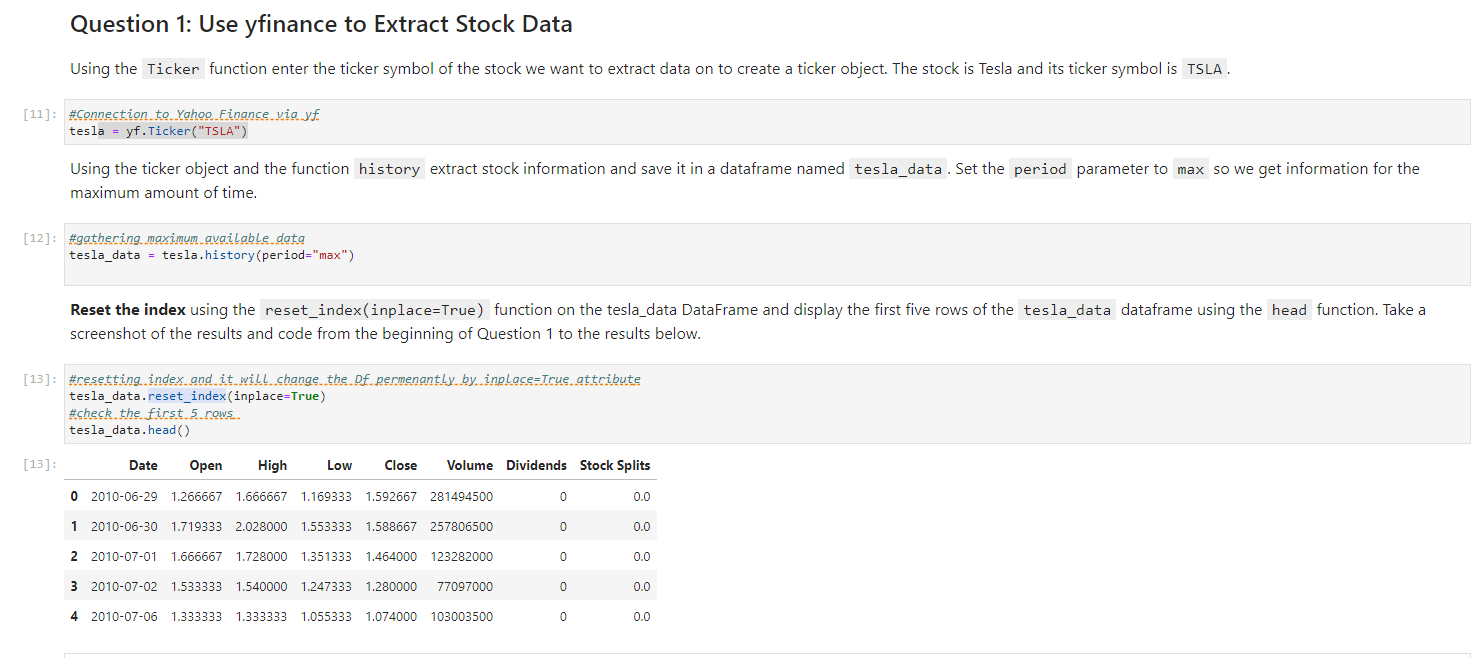 Question 1: Use yfinance to Extract Stock Data
Using the Ticker function enter the ticker symbol of the stock we want to extract data on to create a ticker object. The stock is Tesla and its ticker symbol is TSLA.
[11]: #Connection to Yahoo Finance via yf
tesla = yf.Ticker("TSLA")
Using the ticker object and the function history extract stock information and save it in a dataframe named tesla_data. Set the period parameter to max so we get information for the
maximum amount of time.
[12]: #gathering maximum available data
tesla_data = tesla.history(period="max")
Reset the index using the reset_index(inplace=True) function on the tesla_data DataFrame and display the first five rows of the tesla_data dataframe using the head function. Take a
screenshot of the results and code from the beginning of Question 1 to the results below.
[13]: #resetting index and it will change the Df permenantly by inplace=True attribute
tesla_data.reset_index(inplace=True)
#check the first 5 rows
tesla_data.head()
[13]: Date Open High Low Close Volume Dividends Stock Splits
0 2010-06-29 1.266667 1.666667 1.169333 1.592667 281494500 0 0.0
1 2010-06-30 1.719333 2.028000 1.553333 1.588667 257806500 0 0.0
2 2010-07-01 1.666667 1.728000 1.351333 1.464000 123282000 0 0.0
3 2010-07-02 1.533333 1.540000 1.247333 1.280000 77097000 0 0.0
4 2010-07-06 1.333333 1.333333 1.055333 1.074000 103003500 0 0.0